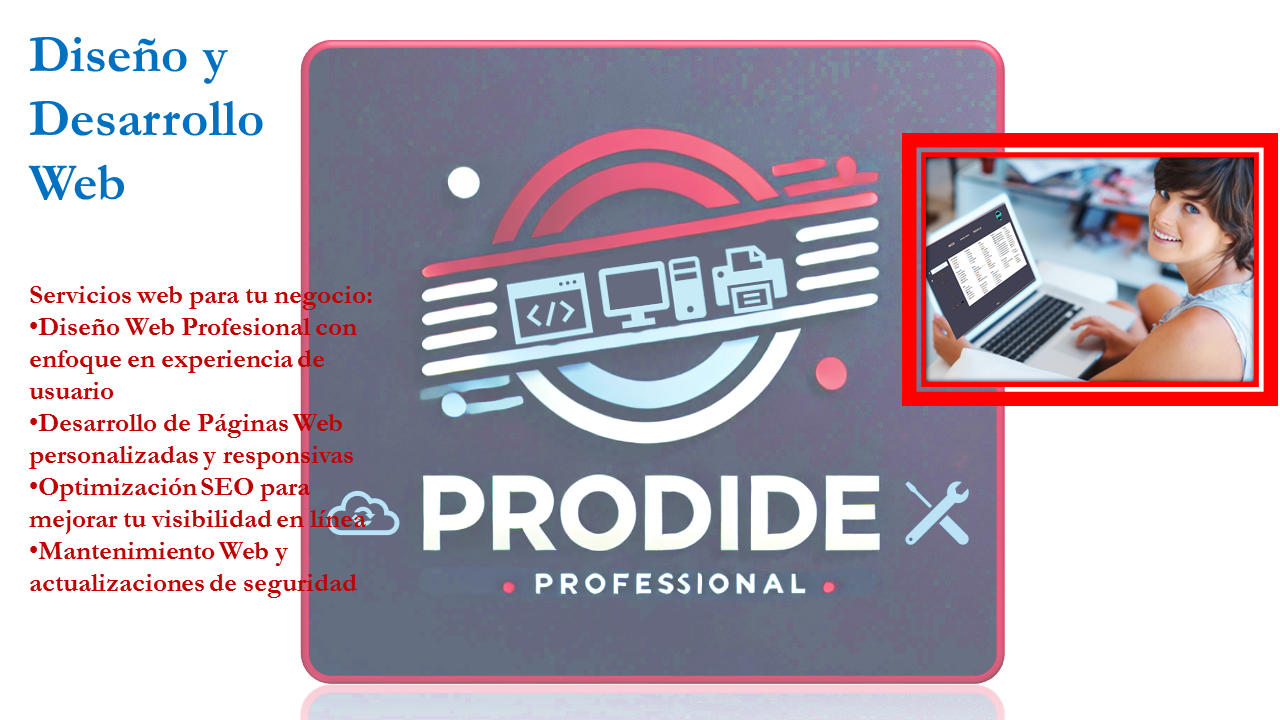 Diseño y
Desarrollo
Web
Servicios web para tu negocio:
•Diseño Web Profesional con
enfoque en experiencia de
usuario
•Desarrollo de Páginas Web
personalizadas y responsivas
•Optimización SEO para
mejorar tu visibilidad en línea
•Mantenimiento Web y
actualizaciones de seguridad
</>
PRODIDE
• PROFESSIONAL •